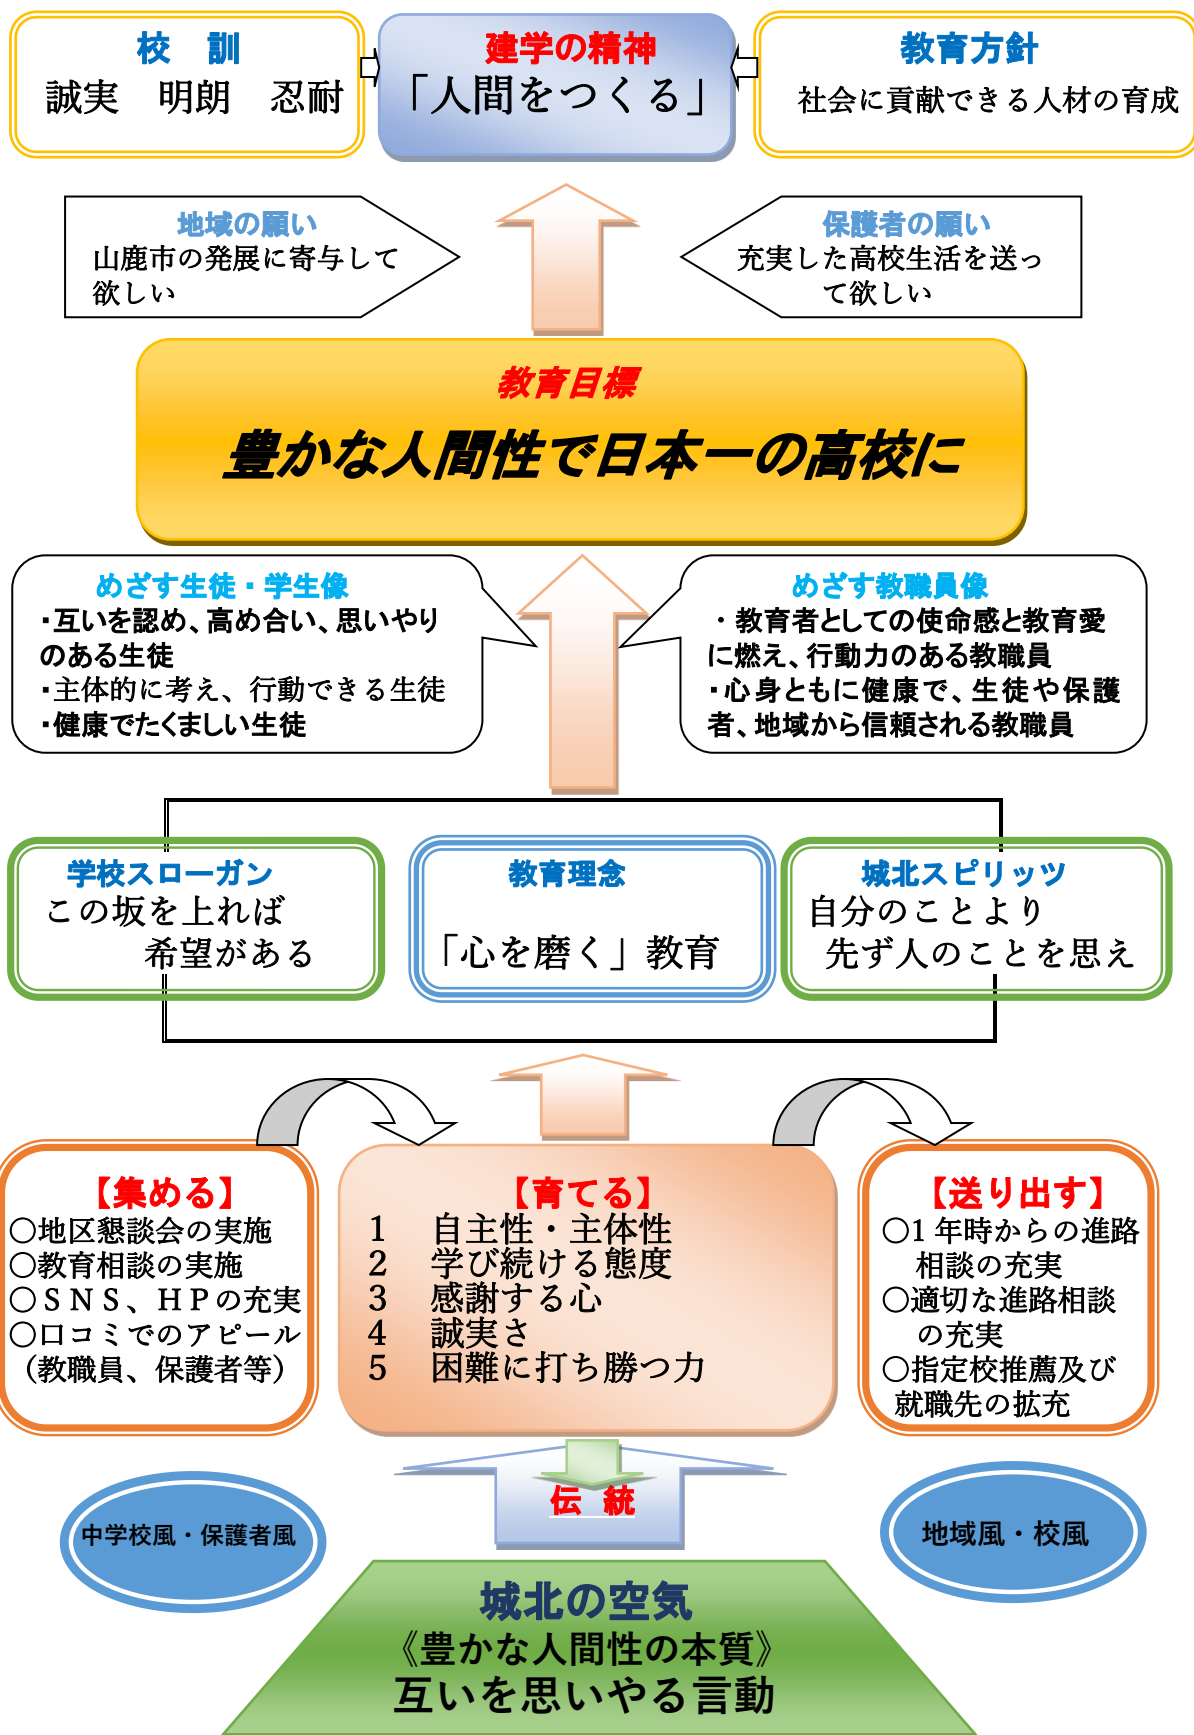 校　訓
誠実　明朗　忍耐
建学の精神
「人間をつくる」
教育方針
社会に貢献できる人材の育成
地域の願い
山鹿市の発展に寄与して
欲しい
保護者の願い
充実した高校生活を送っ
て欲しい
教育目標
豊かな人間性で日本一の高校に
めざす生徒・学生像
・互いを認め、高め合い、思いやり
のある生徒
・主体的に考え、行動できる生徒
・健康でたくましい生徒
めざす教職員像
・教育者としての使命感と教育愛
に燃え、行動力のある教職員
・心身ともに健康で、生徒や保護
者、地域から信頼される教職員
学校スローガン
この坂を上れば
希望がある
教育理念
「心を磨く」教育
城北スピリッツ
自分のことより
先ず人のことを思え
【集める】
〇地区懇談会の実施
〇教育相談の実施
〇ＳＮＳ、ＨＰの充実
〇口コミでのアピール
（教職員、保護者等）
【育てる】
1　自主性・主体性
2　学び続ける態度
3　感謝する心
4　誠実さ
5　困難に打ち勝つ力
【送り出す】
〇1年時からの進路
相談の充実
〇適切な進路相談
の充実
〇指定校推薦及び
就職先の拡充
伝　統
中学校風・保護者風
地域風・校風
城北の空気
《豊かな人間性の本質》
互いを思いやる言動